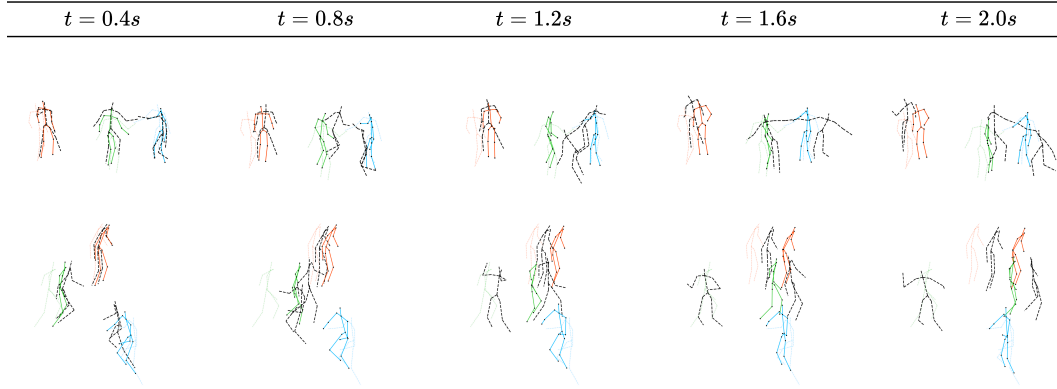 t = 0.4s t = 0.8s t = 1.2s t = 1.6s t = 2.0s